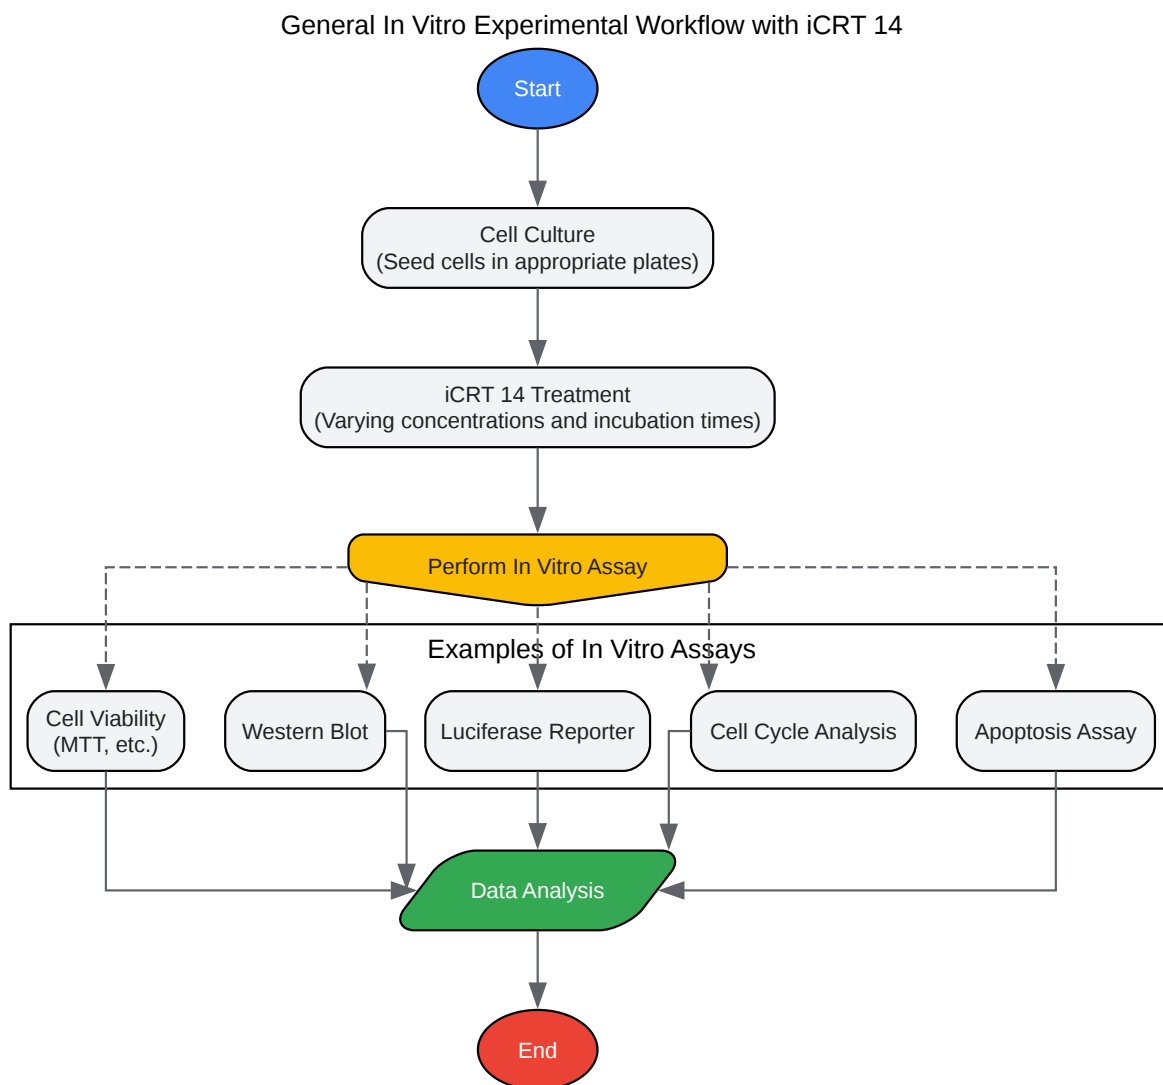 General In Vitro Experimental Workflow with iCRT 14
Start
Cell Culture
(Seed cells in appropriate plates)
iCRT 14 Treatment
(Varying concentrations and incubation times)
Perform In Vitro Assay
Examples of In Vitro Assays
Cell Viability
(MTT, etc.)
Western Blot
Luciferase Reporter
Cell Cycle Analysis
Apoptosis Assay
Data Analysis
End